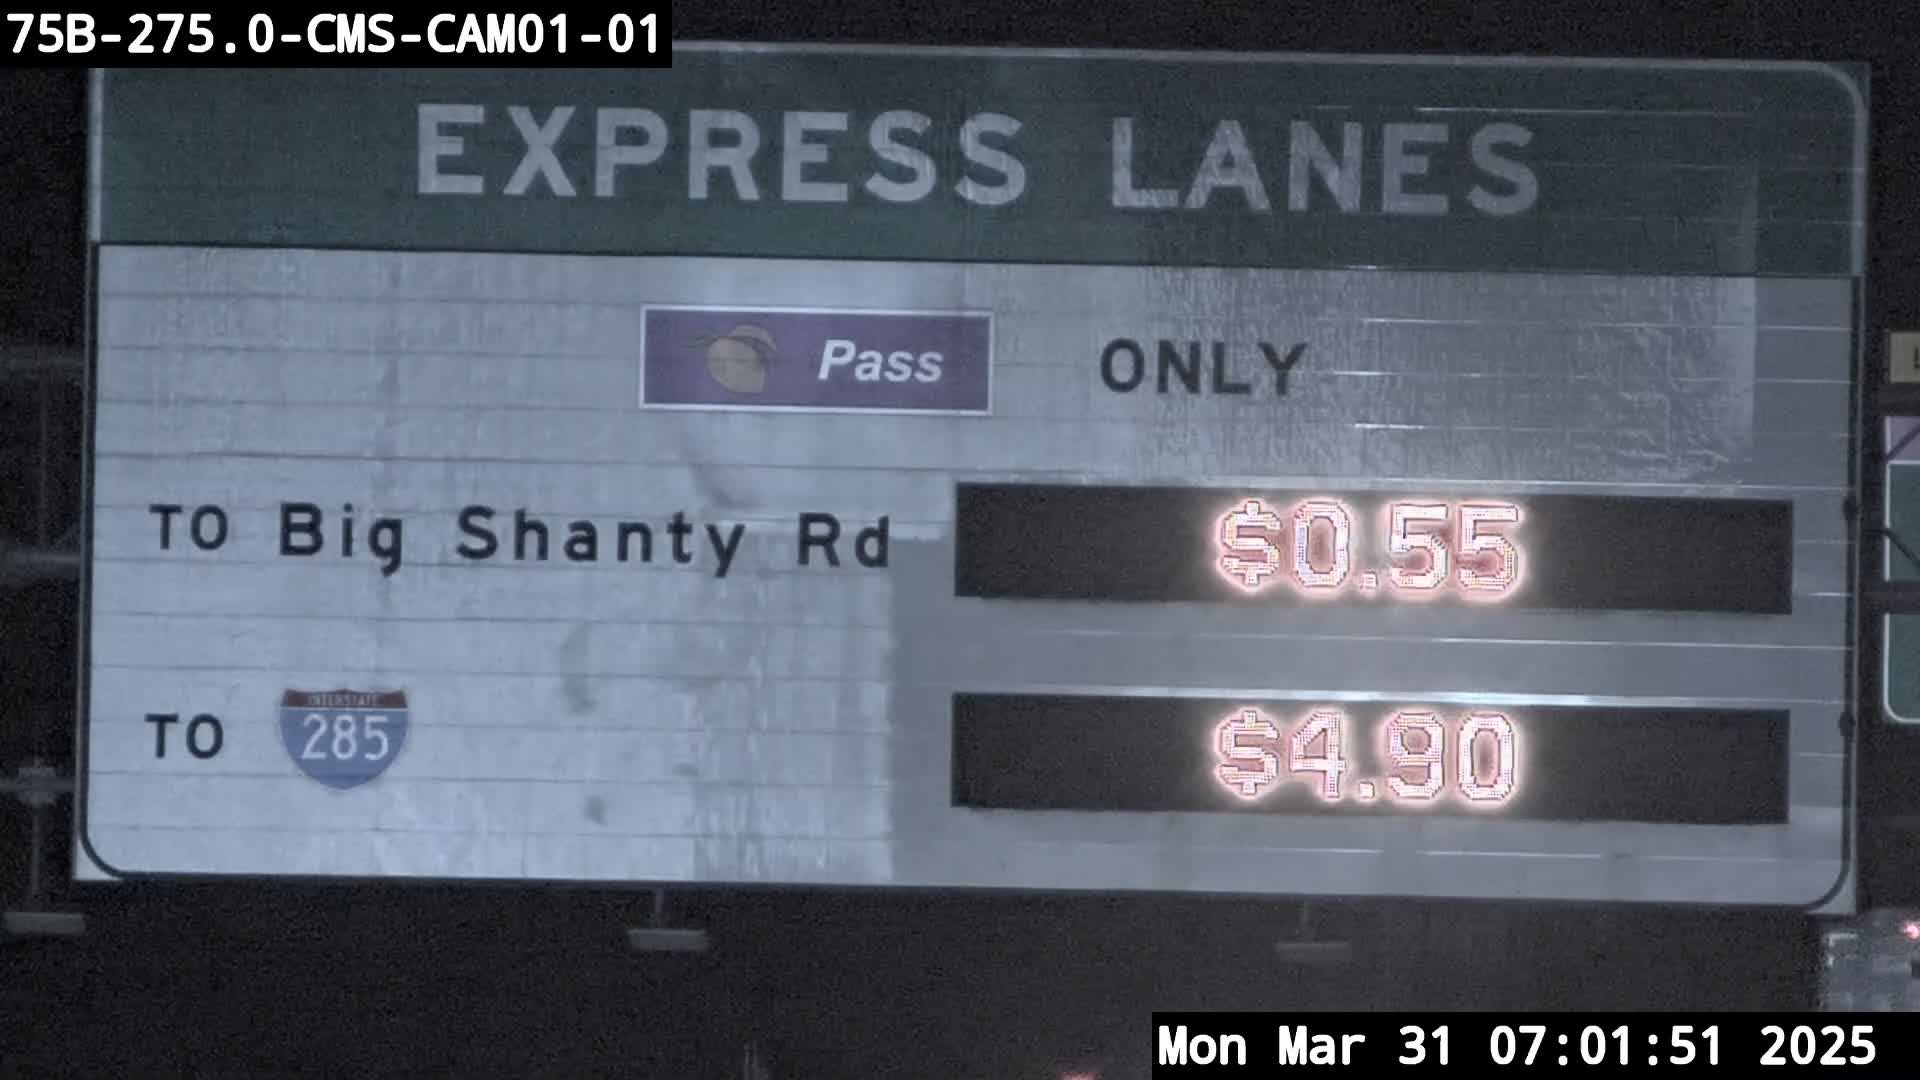 75B-275.0-CMS-CAM01-01
EXPRESS LANES
Pass ONLY
TO Big Shanty Rd $0.55
INTERSTATE
TO 285 $4.90
Mon Mar 31 07:01:51 2025